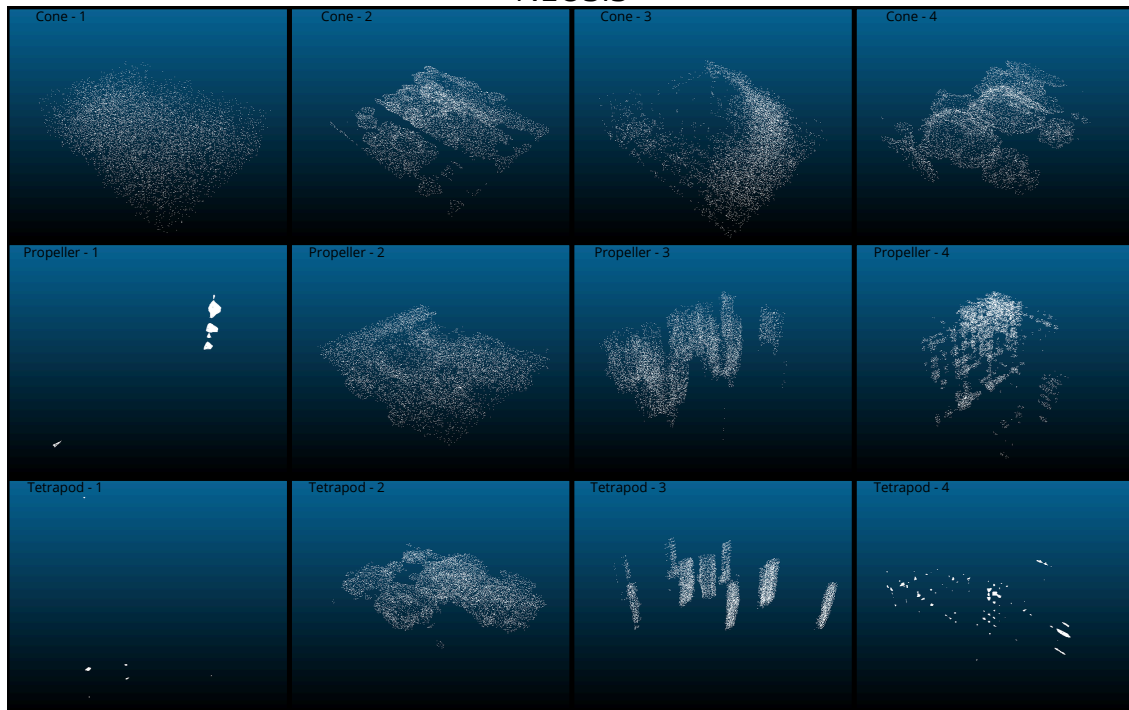 Cone - 1
Cone - 2
Cone - 3
Cone - 4
Propeller - 1
Propeller - 2
Propeller - 3
Propeller - 4
Tetrapod - 1
Tetrapod - 2
Tetrapod - 3
Tetrapod - 4